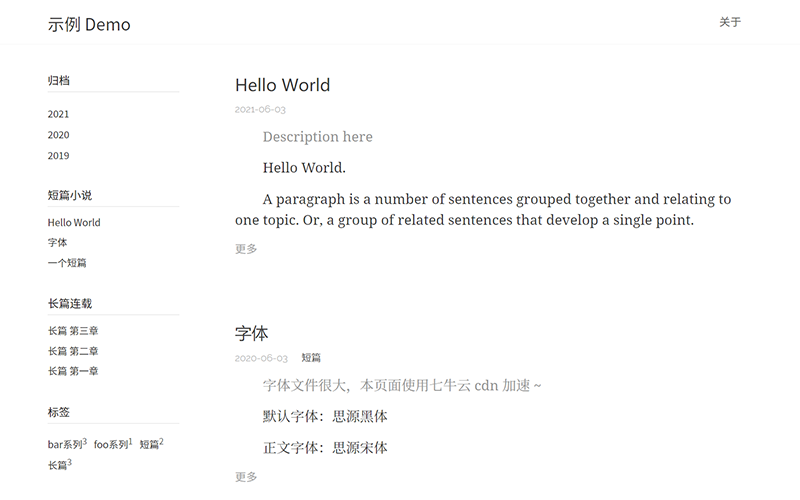 示例 Demo
关于
归档
2021
2020
2019
短篇小说
Hello World
字体
一个短篇
长篇连载
长篇 第三章
长篇 第二章
长篇 第一章
标签
bar系列3 foo系列1 短篇2
长篇3
Hello World
2021-06-03
Description here
Hello World.
A paragraph is a number of sentences grouped together and relating to
one topic. Or, a group of related sentences that develop a single point.
更多
字体
2020-06-03 短篇
字体文件很大，本页面使用七牛云 cdn 加速 ~
默认字体：思源黑体
正文字体：思源宋体
更多